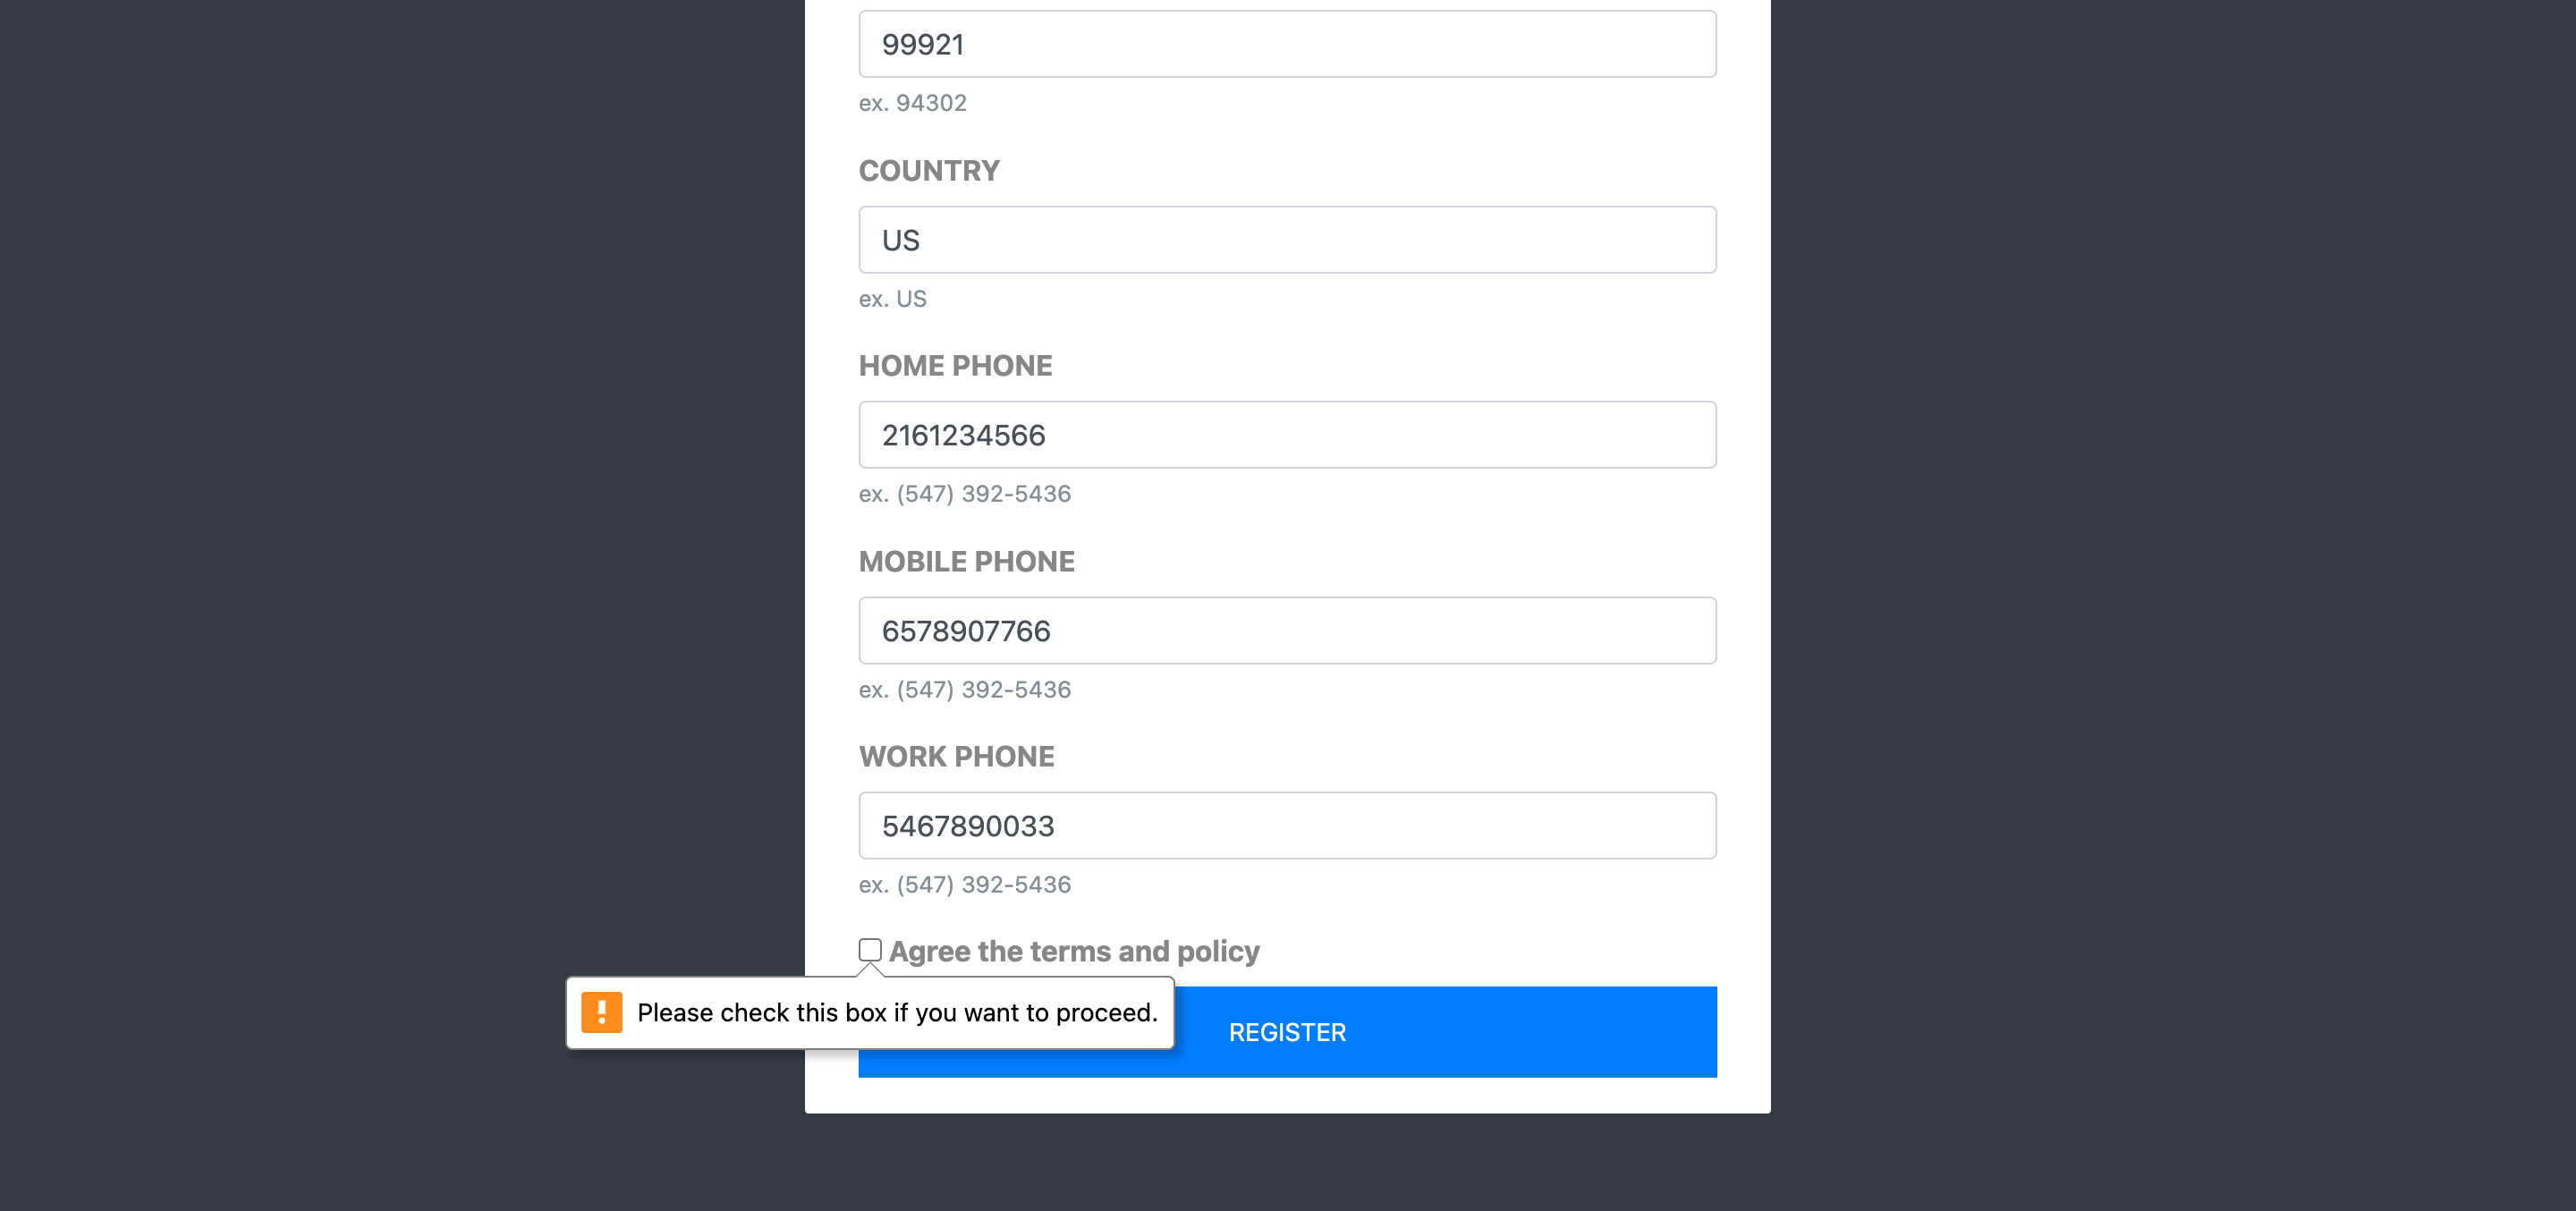 99921
ex. 94302
COUNTRY
US
ex. US
HOME PHONE
2161234566
ex. (547) 392-5436
MOBILE PHONE
6578907766
ex. (547) 392-5436
WORK PHONE
5467890033
ex. (547) 392-5436
Agree the terms and policy
Please check this box if you want to proceed.
REGISTER